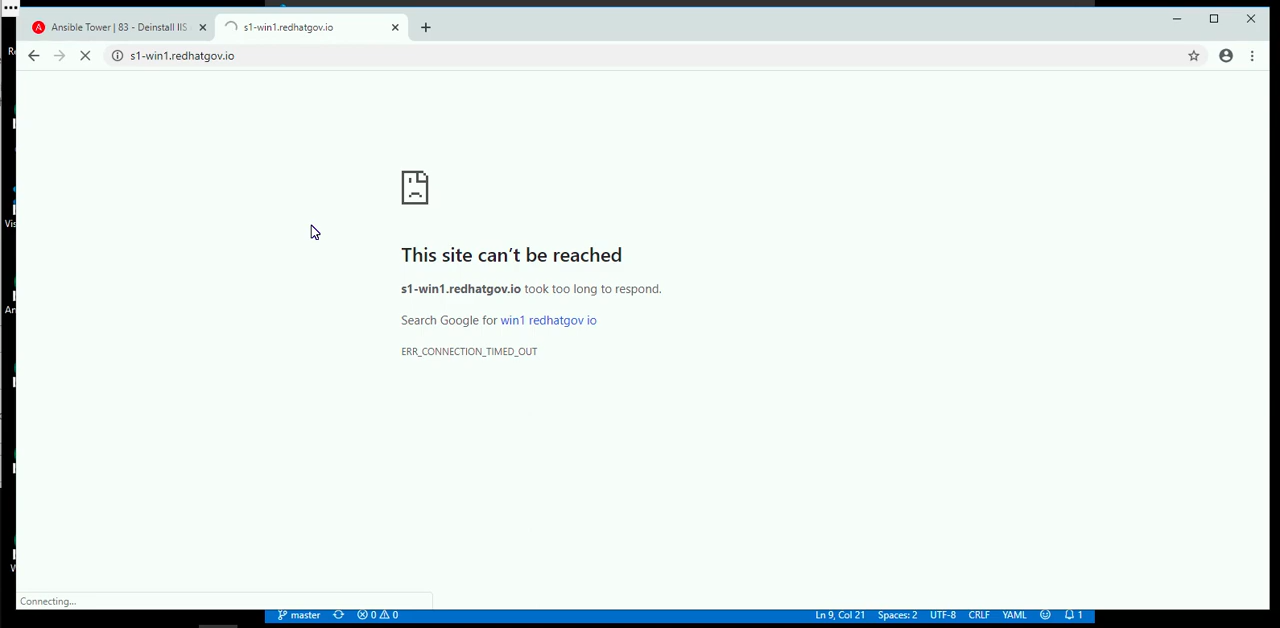 Ansible Tower | 83 - Deinstall IIS
s1-win1.redhatgov.io
s1-win1.redhatgov.io
This site can't be reached
s1-win1.redhatgov.io took too long to respond.
Search Google for win1 redhatgov io
ERR_CONNECTION_TIMED_OUT
Connecting...
master 0 0 Ln 9, Col 21 Spaces: 2 UTF-8 CRLF YAML 1